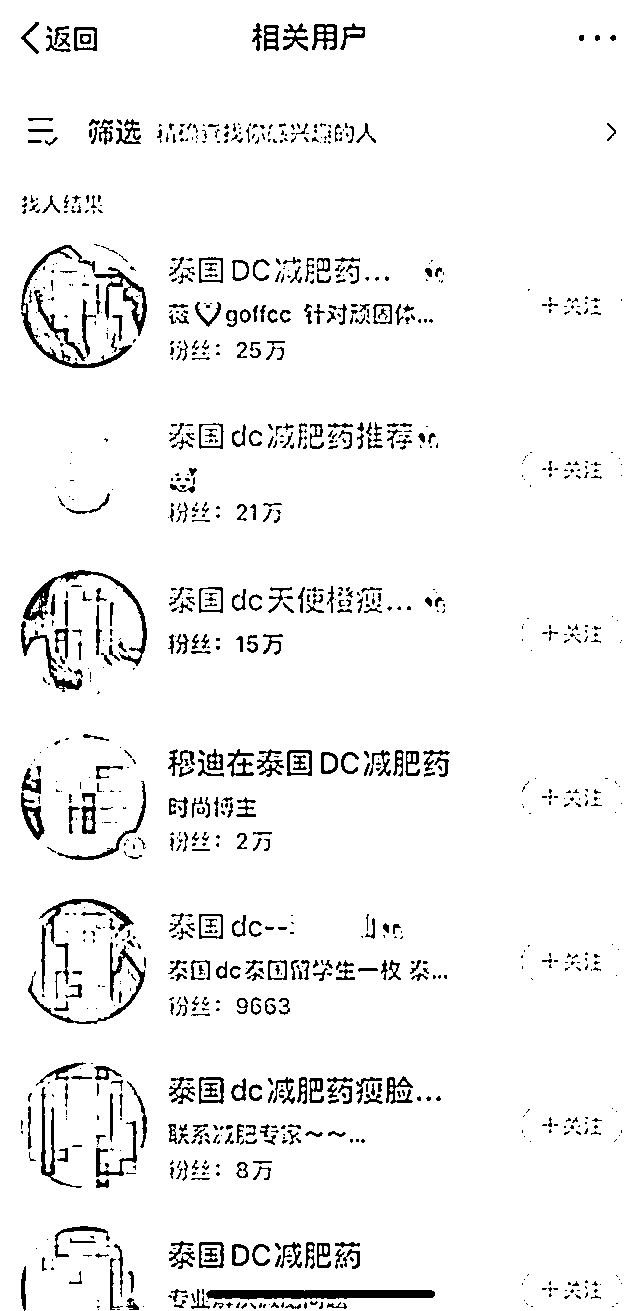 返回
相关用户
筛选 精确查找你感兴趣的人
找人结果
泰国DC减肥药...
薇♡goffcc 针对顽固体...
粉丝：25万
+关注
泰国dc减肥药推荐
粉丝：21万
+关注
泰国dc天使橙瘦...
粉丝：15万
+关注
穆迪在泰国DC减肥药
时尚博主
粉丝：2万
+关注
泰国dc--
泰国dc泰国留学生一枚 泰...
粉丝：9663
+关注
泰国dc减肥药瘦脸...
联系减肥专家～～...
粉丝：8万
+关注
泰国DC减肥药
专业解决减肥问题
+关注